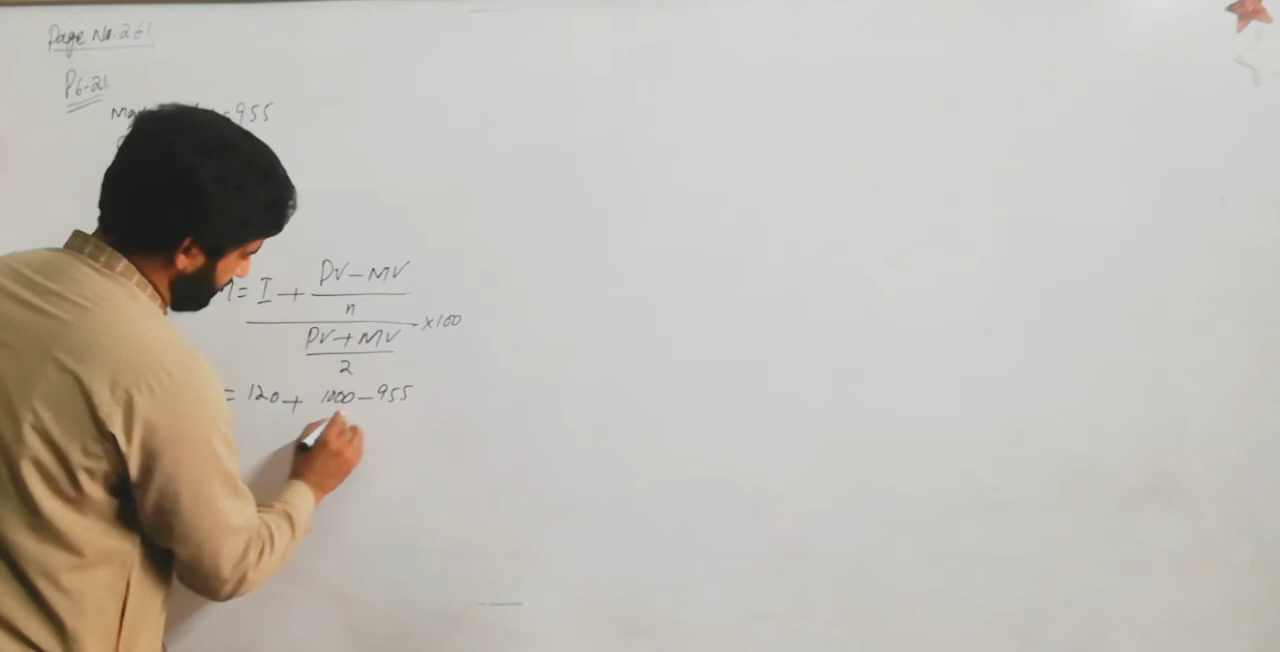 Page No. 261
P6-21
= 955
M = I + PV - MV
n
PV + MV × 100
2
= 120 + 1000 - 955